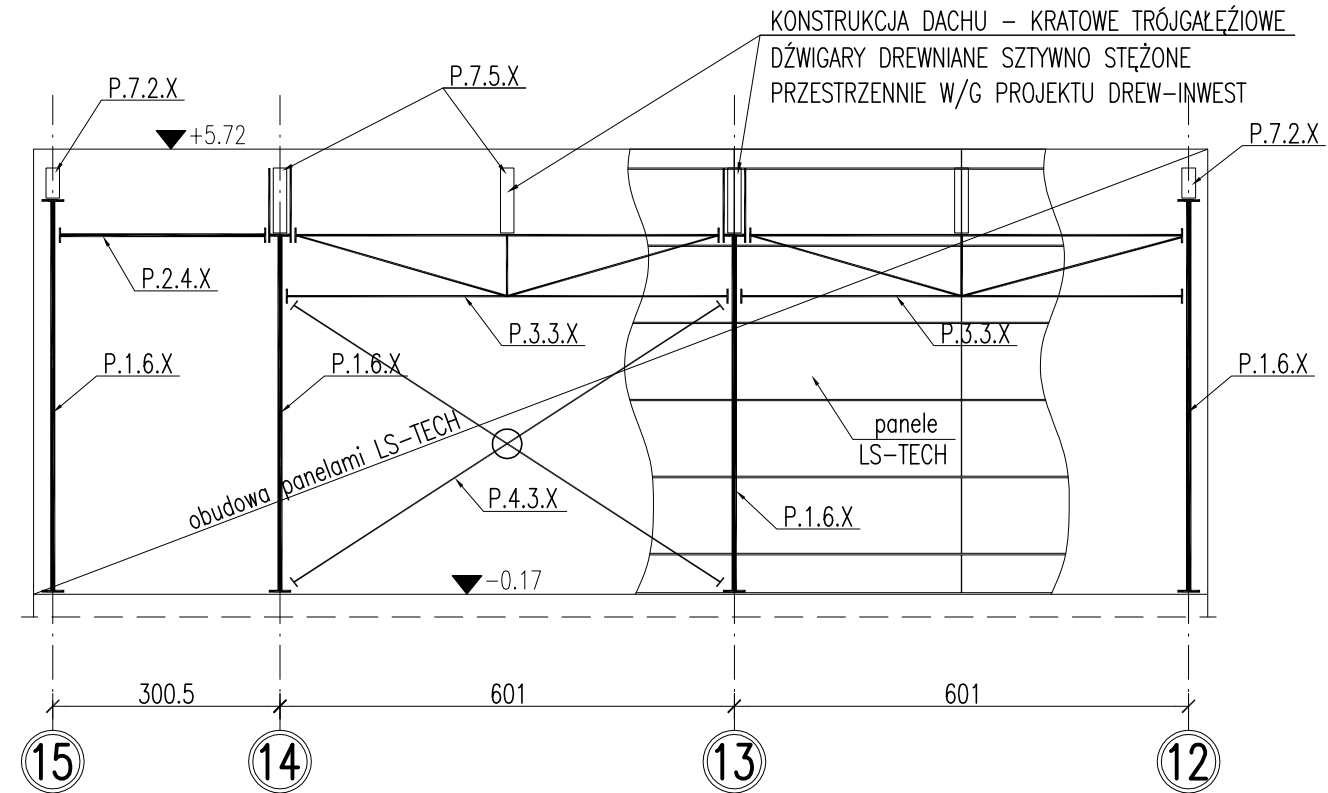 KONSTRUKCJA DACHU – KRATOWE TRÓJGAŁĘŹIOWE
DŹWIGARY DREWNIANE SZTYWNO STĘŻONE
PRZESTRZENNIE W/G PROJEKTU DREW–INWEST
P.7.2.X
P.7.5.X
+5.72
P.7.2.X
P.2.4.X
P.3.3.X
P.3.3.X
P.1.6.X
P.1.6.X
P.1.6.X
panele
LS–TECH
obudowa panelami LS–TECH
P.4.3.X
P.1.6.X
–0.17
300.5
601
601
15
14
13
12